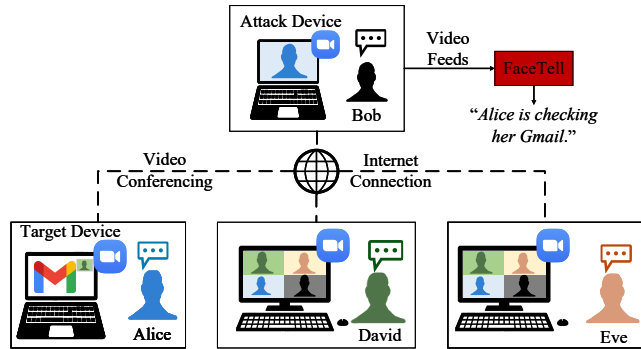 Attack Device
Bob
Video
Feeds
FaceTell
“Alice is checking
her Gmail.”
Video
Conferencing
Internet
Connection
Target Device
Alice
David
Eve